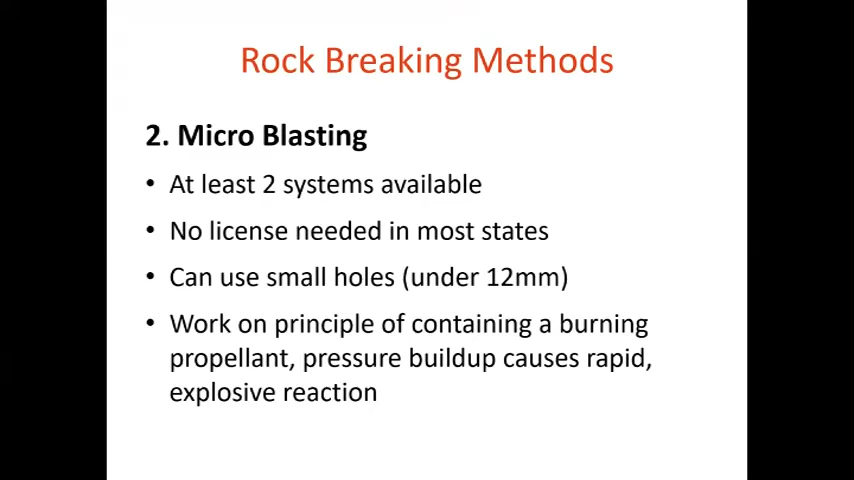 Rock Breaking Methods
2. Micro Blasting
• At least 2 systems available
• No license needed in most states
• Can use small holes (under 12mm)
• Work on principle of containing a burning
propellant, pressure buildup causes rapid,
explosive reaction